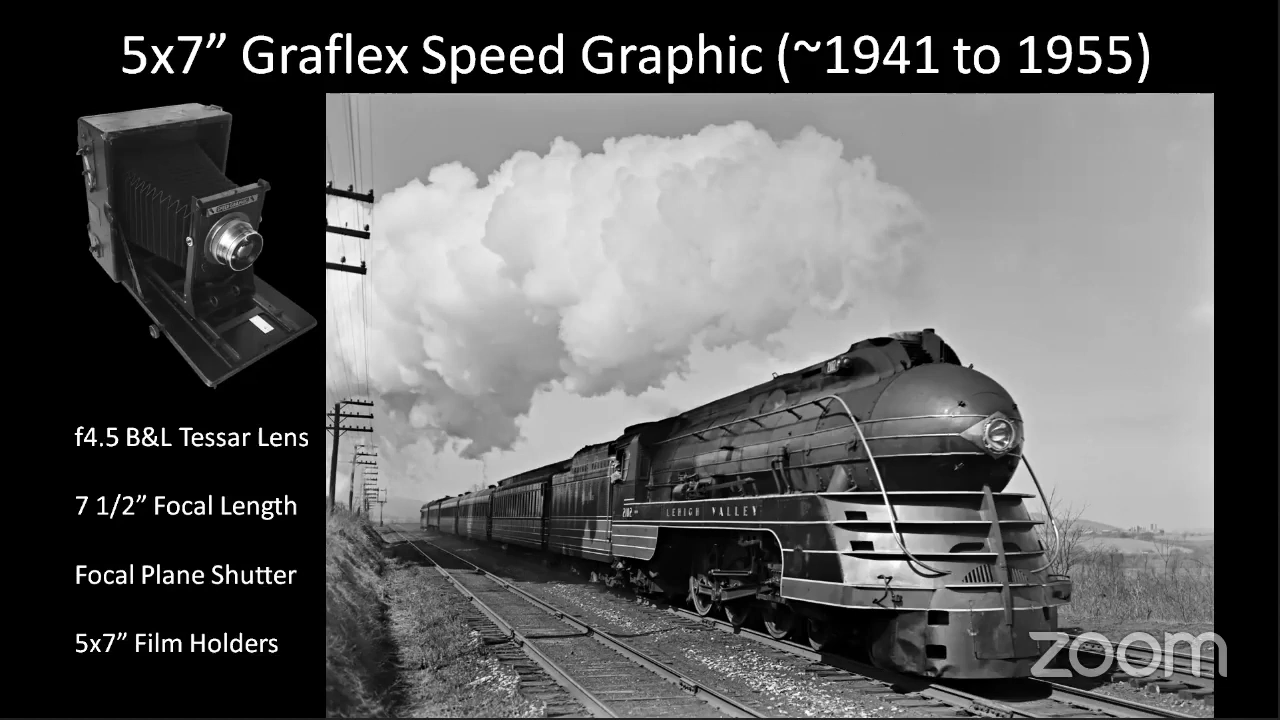 5x7” Graflex Speed Graphic (~1941 to 1955)
f4.5 B&L Tessar Lens
7 1/2” Focal Length
Focal Plane Shutter
5x7” Film Holders
2102
LEHIGH VALLEY
zoom